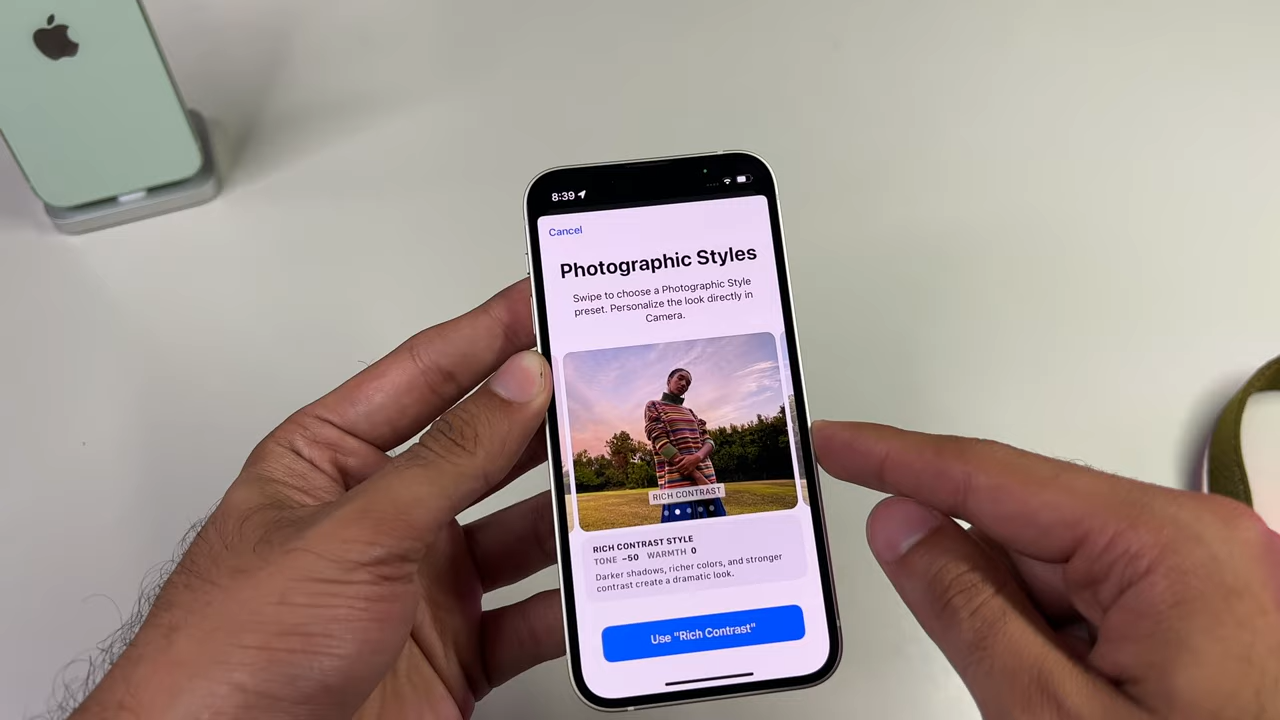 8:39
Cancel
Photographic Styles
Swipe to choose a Photographic Style
preset. Personalize the look directly in
Camera.
RICH CONTRAST
RICH CONTRAST STYLE
TONE −50 WARMTH 0
Darker shadows, richer colors, and stronger
contrast create a dramatic look.
Use "Rich Contrast"